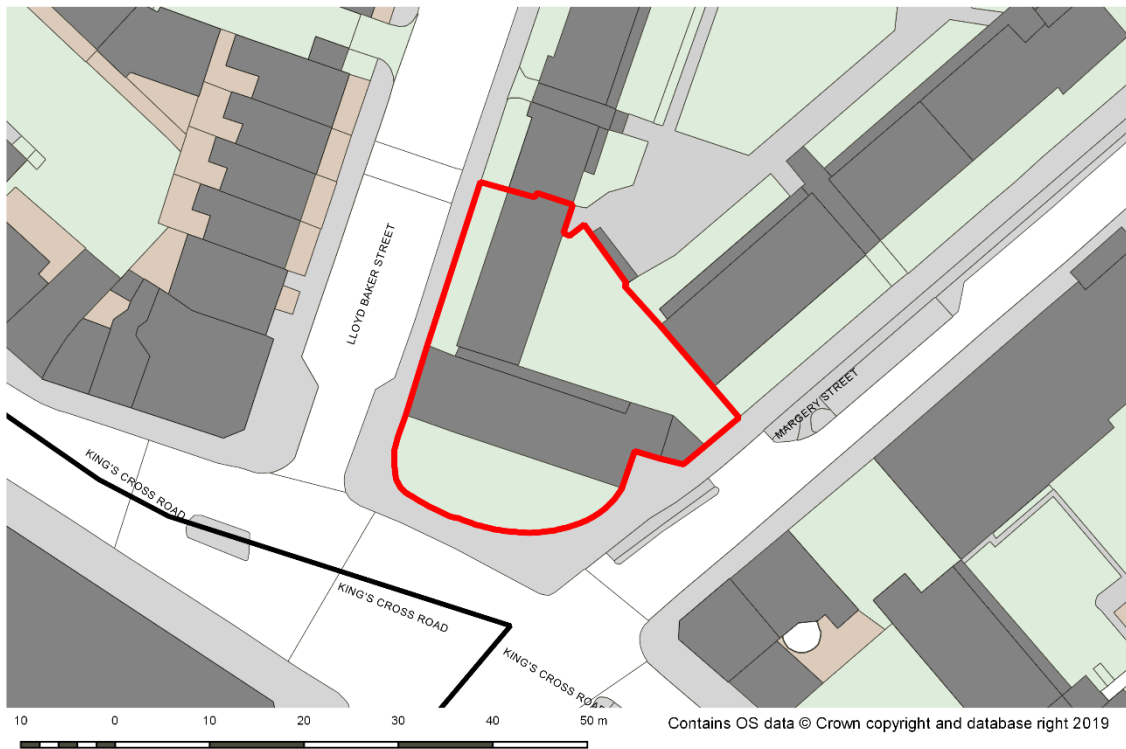 LLOYD BAKER STREET
MARGERY STREET
KING'S CROSS ROAD
KING'S CROSS ROAD
KING'S CROSS ROAD
10 0 10 20 30 40 50 m
Contains OS data © Crown copyright and database right 2019